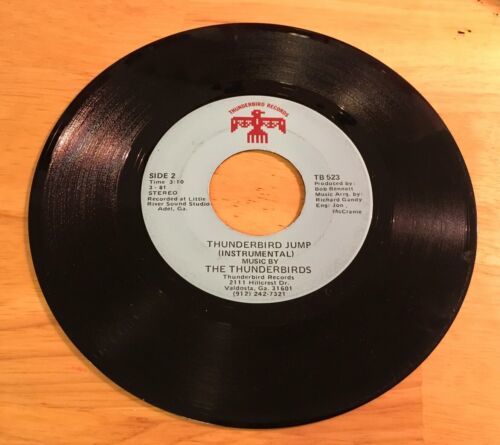 THUNDERBIRD RECORDS
SIDE 2
Time 3:10
3 - 81
STEREO
Recorded at Little
River Sound Studio
Adel, Ga.
TB 523
Produced by:
Bob Bennett
Music Arrg. by:
Richard Gandy
Eng: Jon
McCranie
THUNDERBIRD JUMP
(INSTRUMENTAL)
MUSIC BY
THE THUNDERBIRDS
Thunderbird Records
2111 Hillcrest Dr.
Valdosta, Ga. 31601
(912) 242-7321